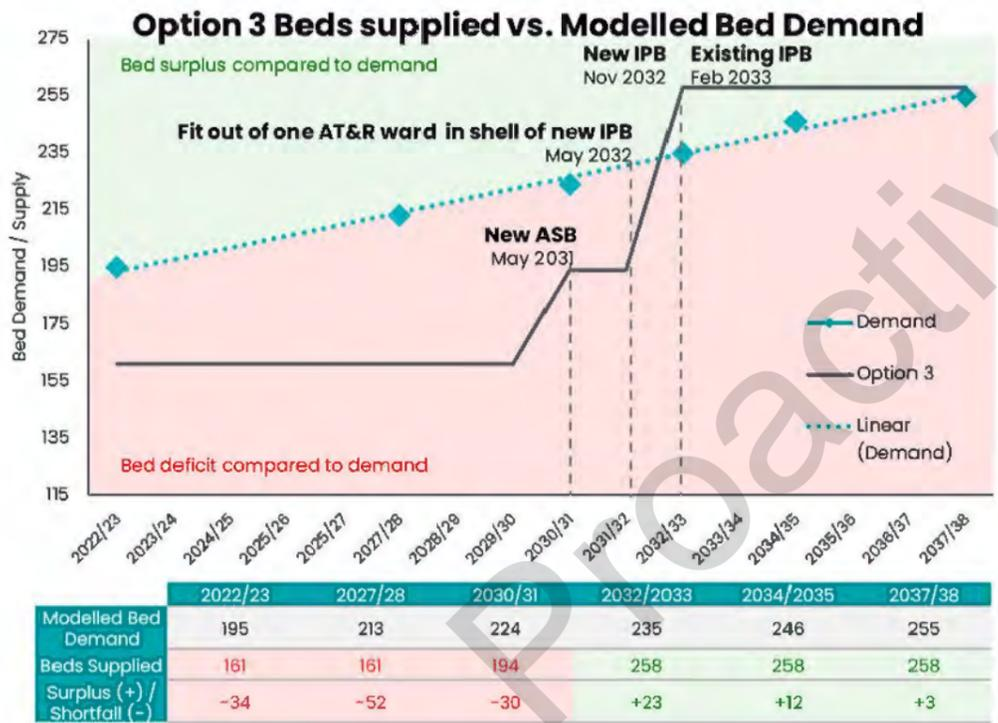 Option 3 Beds supplied vs. Modelled Bed Demand
275
255
235
215
195
175
155
135
115
Bed Demand / Supply
Bed surplus compared to demand
New IPB
Nov 2032
Existing IPB
Feb 2033
Fit out of one AT&R ward in shell of new IPB
May 2032
New ASB
May 2031
Demand
Option 3
Linear
(Demand)
Bed deficit compared to demand
2022/23
2023/24
2024/25
2025/26
2025/27
2027/28
2028/29
2029/30
2030/31
2031/32
2032/33
2033/34
2034/35
2035/36
2036/37
2037/38
2022/23 2027/28 2030/31 2032/2033 2034/2035 2037/38
Modelled Bed
Demand 195 213 224 235 246 255
Beds Supplied 161 161 194 258 258 258
Surplus (+) /
Shortfall (-) -34 -52 -30 +23 +12 +3
Proactiv